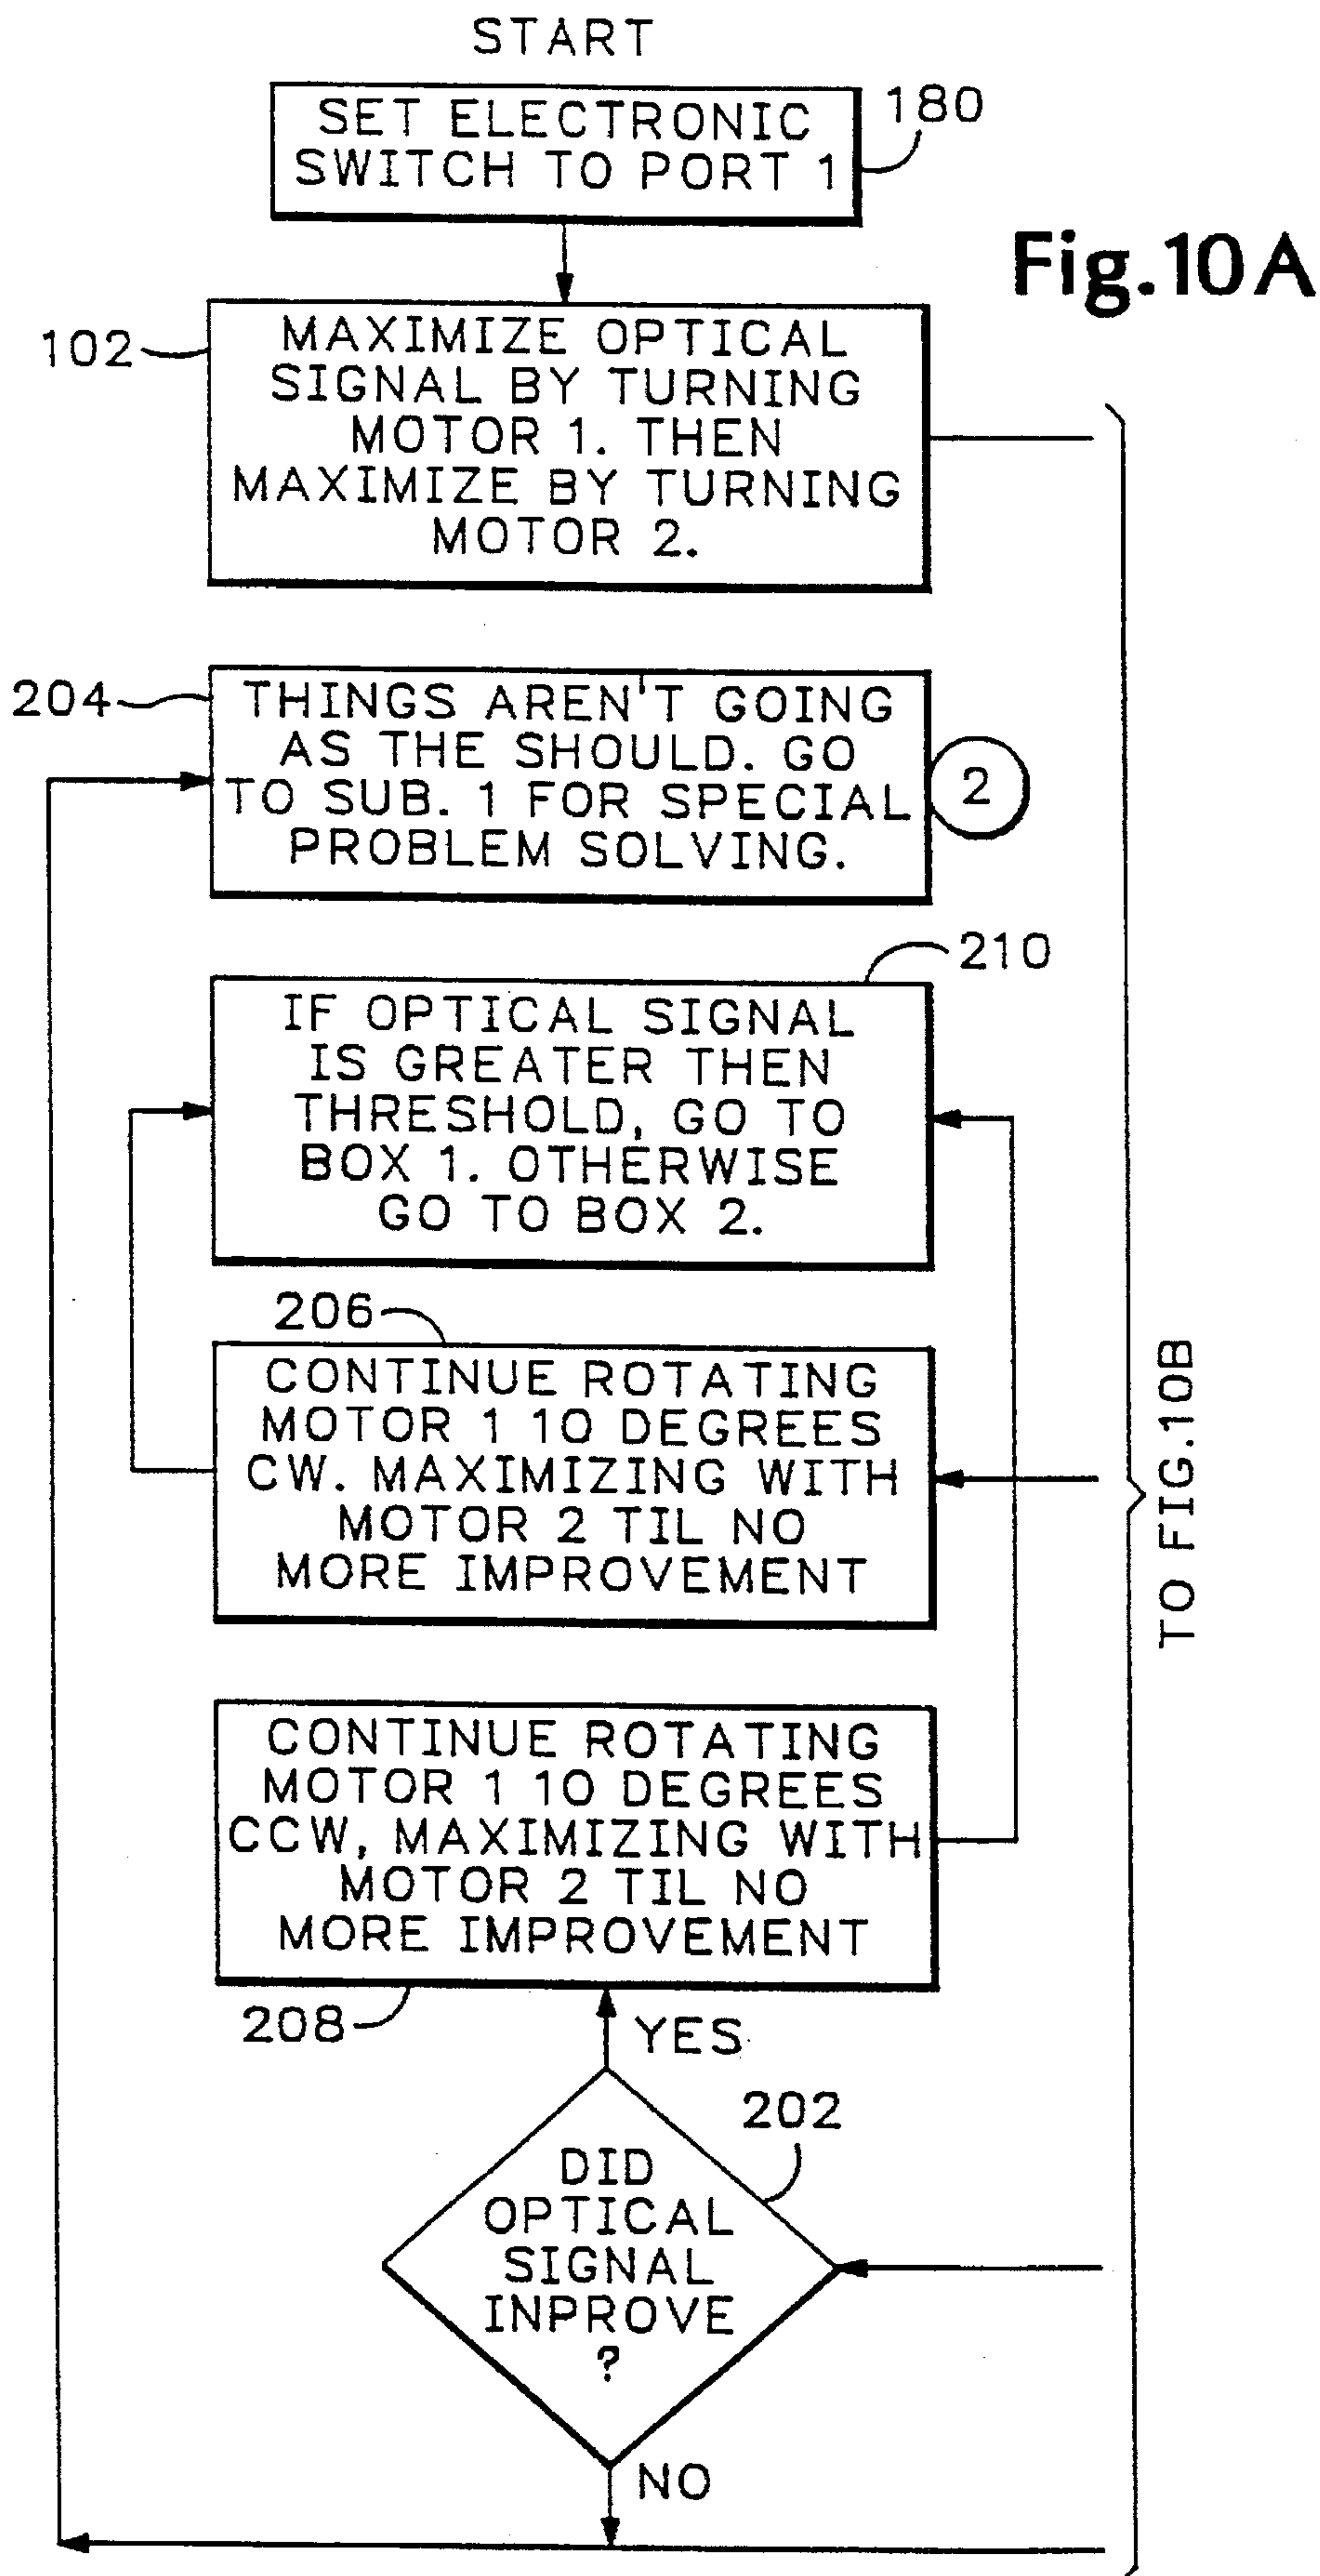 START
SET ELECTRONIC
SWITCH TO PORT 1
180
Fig.10A
102
MAXIMIZE OPTICAL
SIGNAL BY TURNING
MOTOR 1. THEN
MAXIMIZE BY TURNING
MOTOR 2.
204
THINGS AREN'T GOING
AS THE SHOULD. GO
TO SUB. 1 FOR SPECIAL
PROBLEM SOLVING.
2
210
IF OPTICAL SIGNAL
IS GREATER THEN
THRESHOLD, GO TO
BOX 1. OTHERWISE
GO TO BOX 2.
206
CONTINUE ROTATING
MOTOR 1 10 DEGREES
CW. MAXIMIZING WITH
MOTOR 2 TIL NO
MORE IMPROVEMENT
TO FIG.10B
CONTINUE ROTATING
MOTOR 1 10 DEGREES
CCW, MAXIMIZING WITH
MOTOR 2 TIL NO
MORE IMPROVEMENT
208
YES
202
DID
OPTICAL
SIGNAL
INPROVE
?
NO